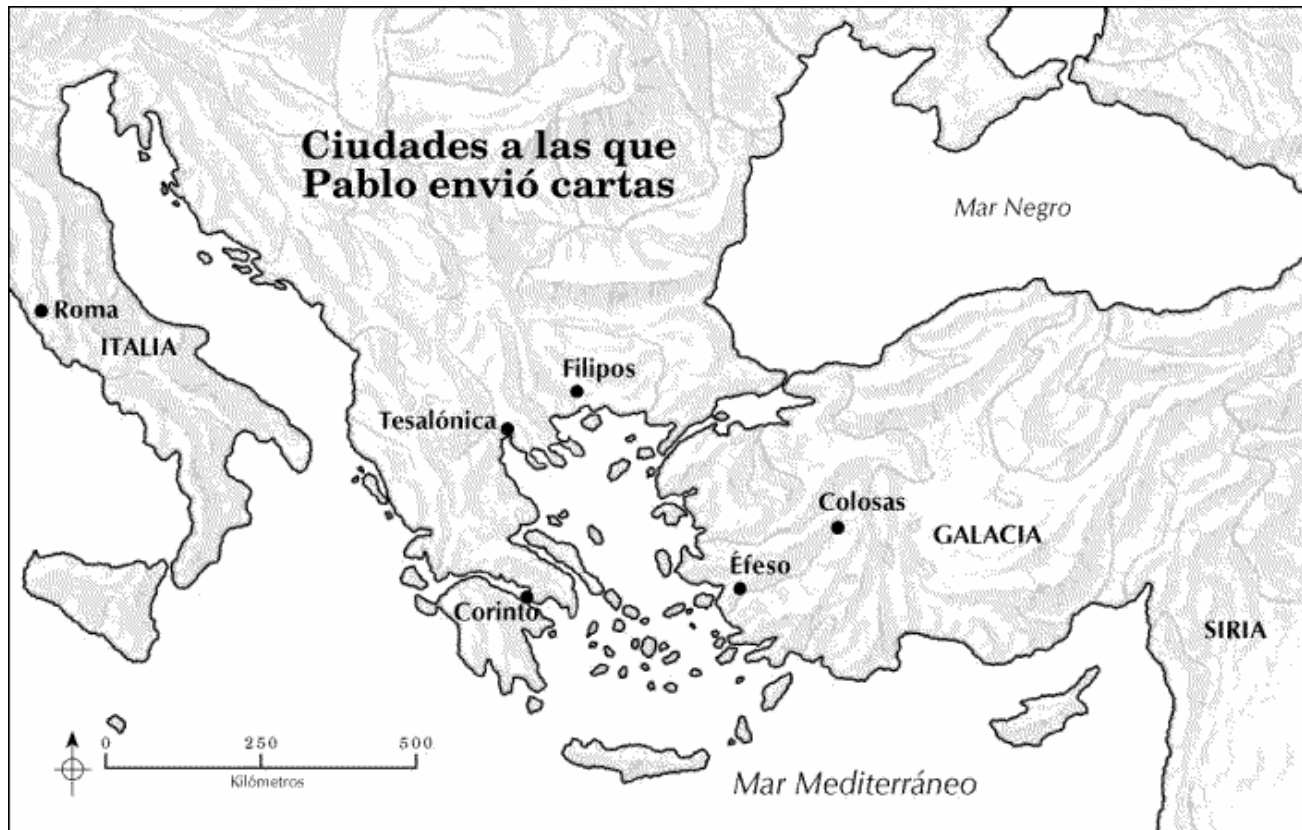 Ciudades a las que
Pablo envió cartas
Mar Negro
Roma
ITALIA
Filipos
Tesalónica
Colosas
GALACIA
Éfeso
Corinto
SIRIA
0 250 500
Kilómetros
Mar Mediterráneo